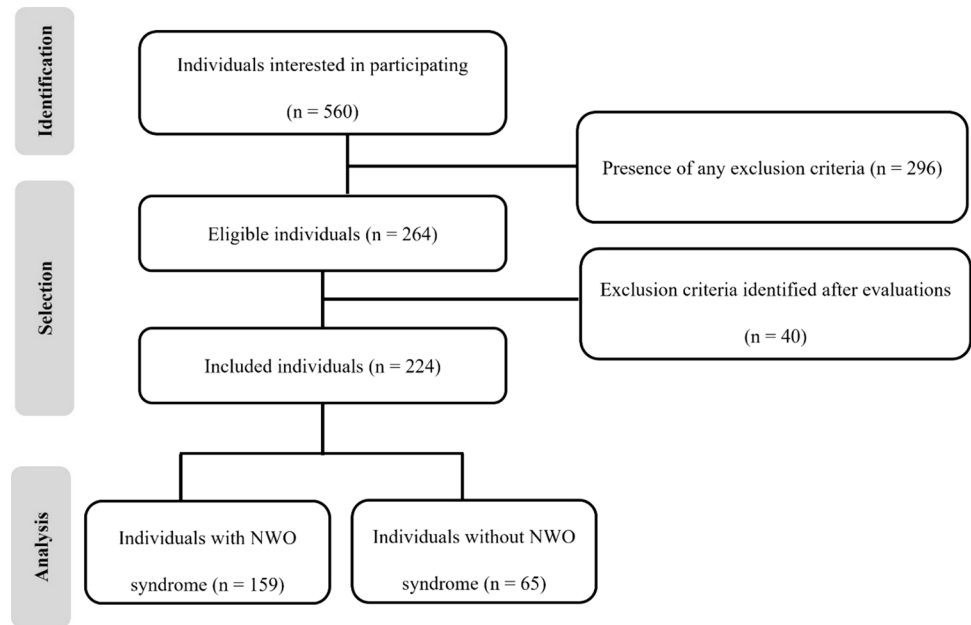 Identification
Individuals interested in participating
(n = 560)
Presence of any exclusion criteria (n = 296)
Selection
Eligible individuals (n = 264)
Exclusion criteria identified after evaluations
(n = 40)
Included individuals (n = 224)
Analysis
Individuals with NWO
syndrome (n = 159)
Individuals without NWO
syndrome (n = 65)